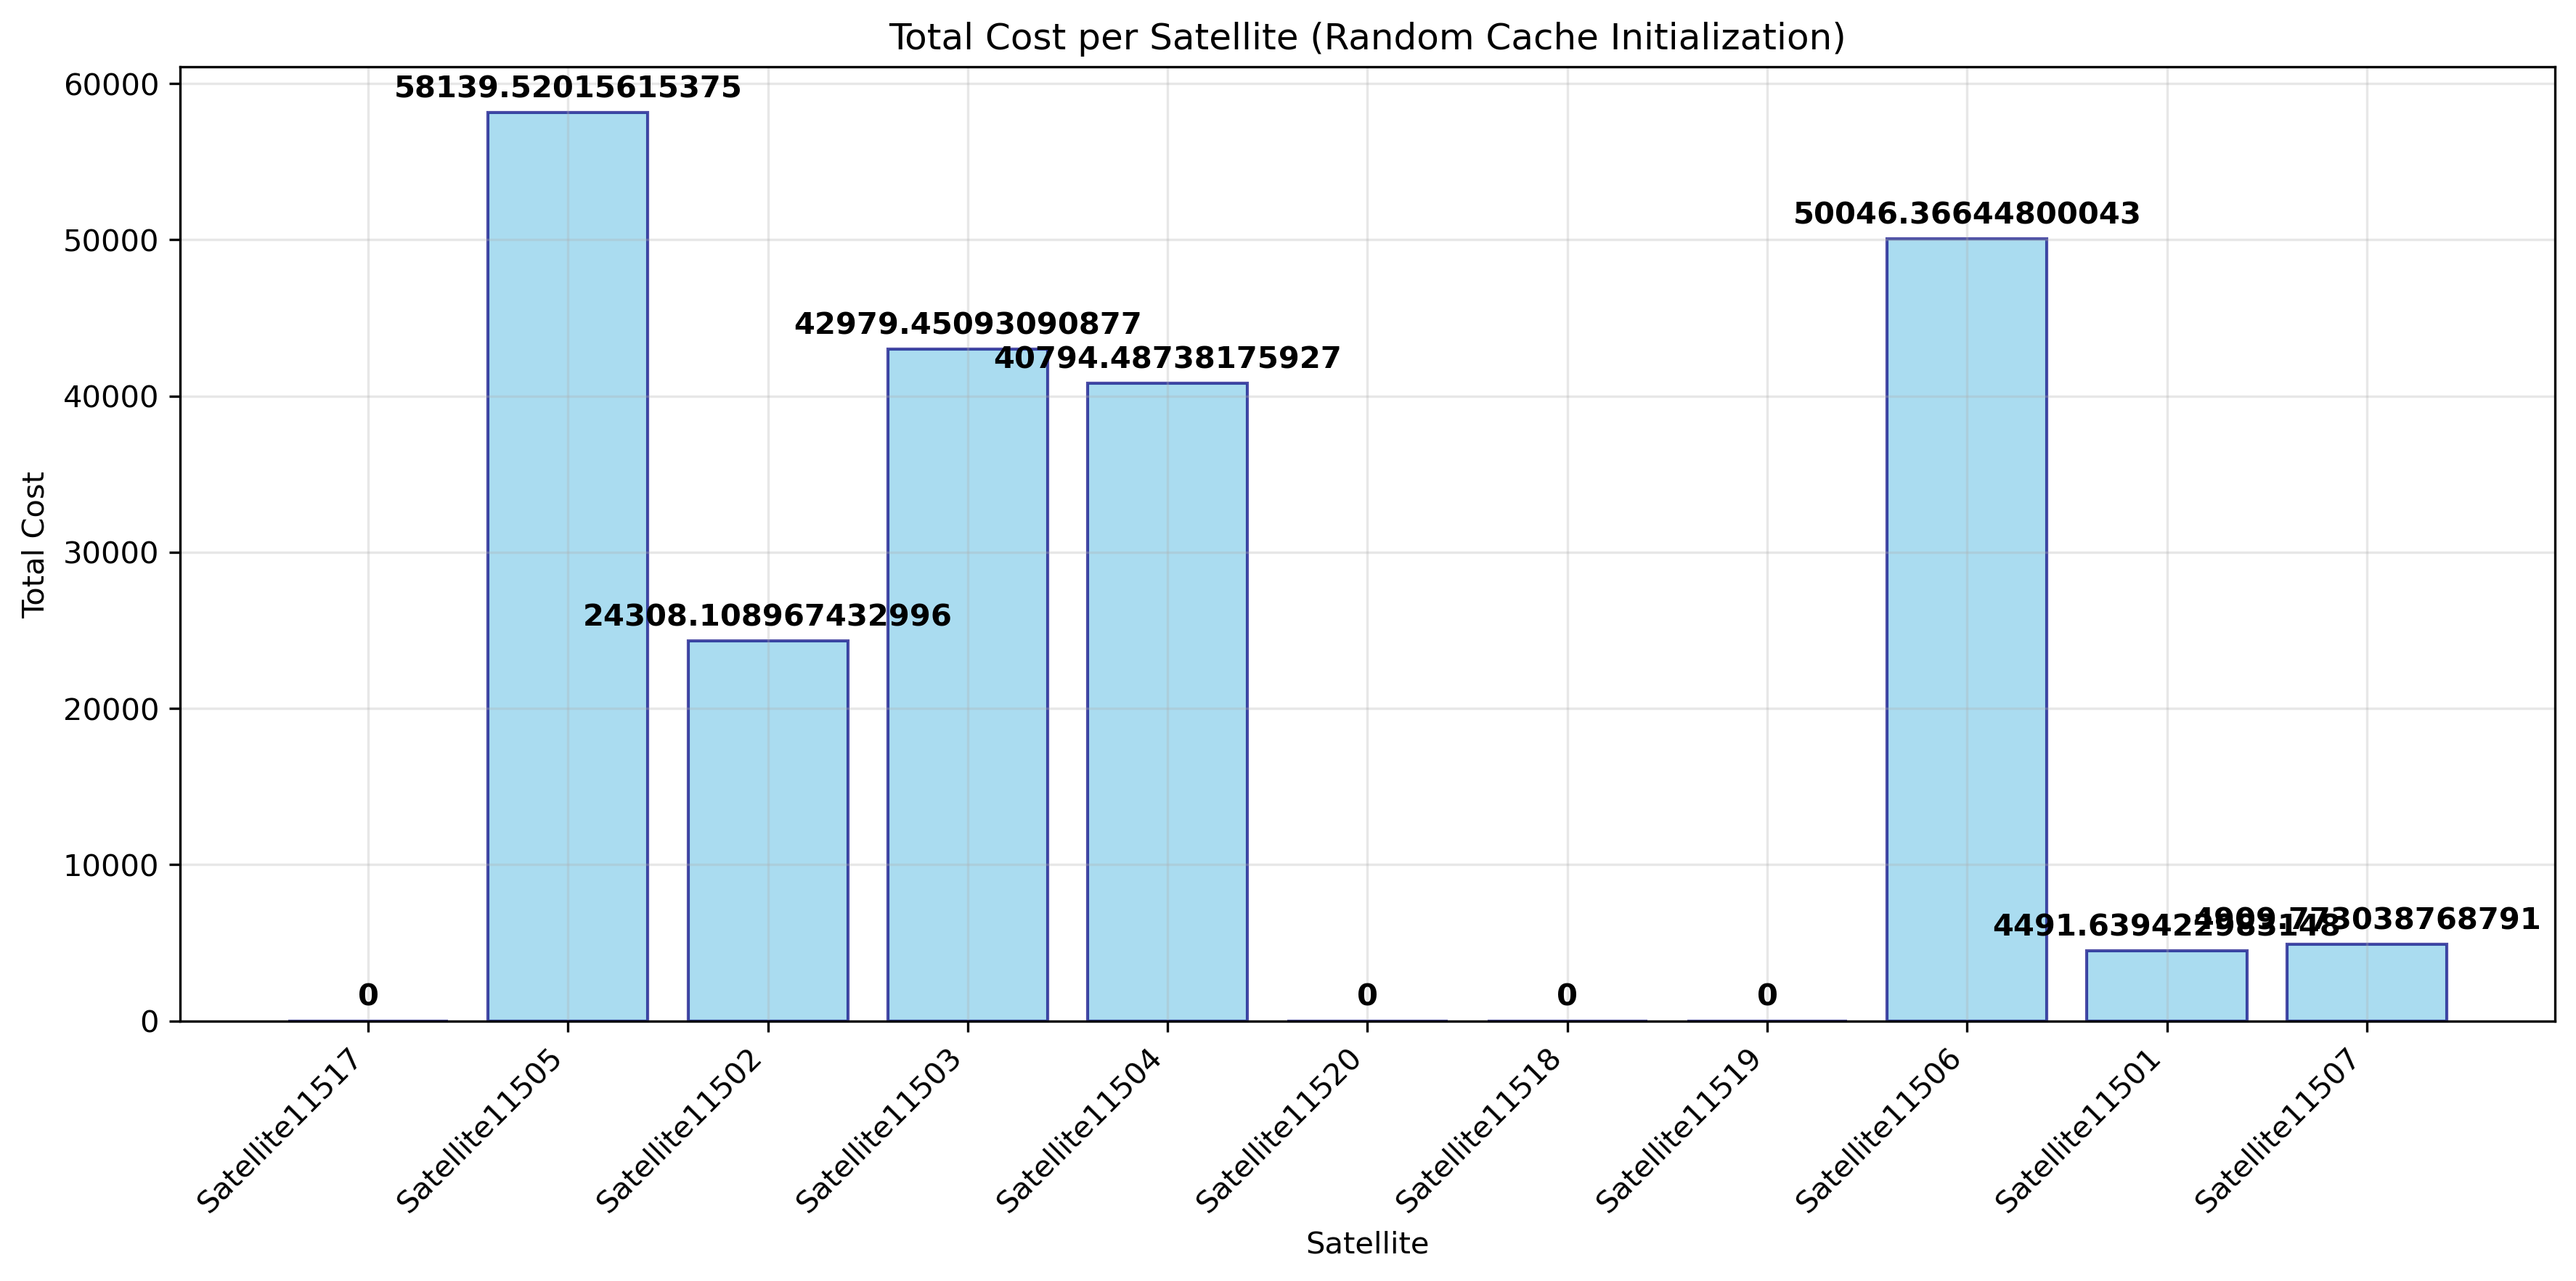 Total Cost per Satellite (Random Cache Initialization)
Total Cost
60000
50000
40000
30000
20000
10000
0
0
58139.52015615375
24308.108967432996
42979.45093090877
40794.48738175927
0
0
0
50046.36644800043
4909.773038768791
Satellite11517
Satellite11505
Satellite11502
Satellite11503
Satellite11504
Satellite11520
Satellite11518
Satellite11519
Satellite11506
Satellite11501
Satellite11507
Satellite